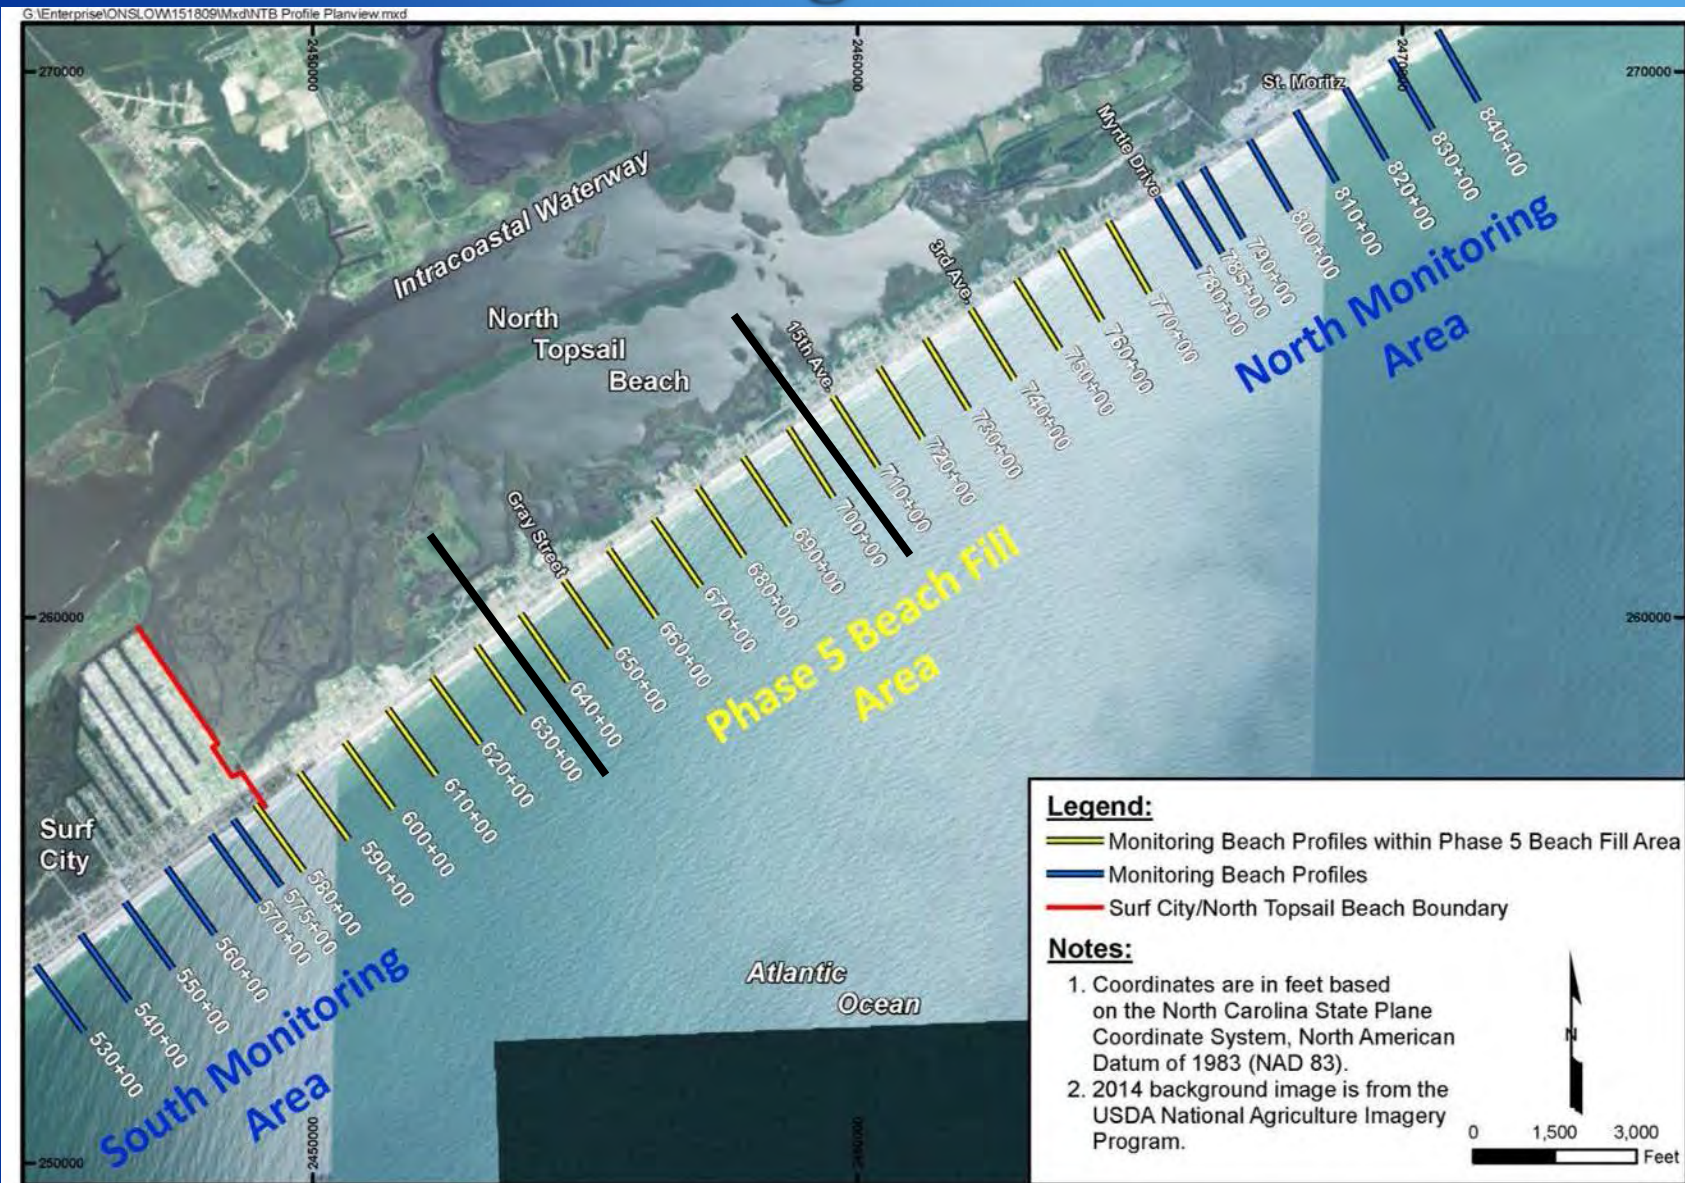 G:\Enterprise\ONSLOW\151809\Mxd\NTB Profile Planview.mxd
2450000
2460000
2470000
270000
270000
St. Moritz
Myrtle Drive
840+00
830+00
820+00
810+00
800+00
790+00
785+00
780+00
770+00
760+00
750+00
740+00
730+00
720+00
710+00
700+00
690+00
680+00
670+00
660+00
650+00
640+00
630+00
620+00
610+00
600+00
590+00
580+00
575+00
570+00
560+00
550+00
540+00
530+00
Intracoastal Waterway
North
Topsail
Beach
3rd Ave.
15th Ave.
Gray Street
North Monitoring
Area
Phase 5 Beach Fill
Area
260000
260000
Surf
City
South Monitoring
Area
Atlantic
Ocean
250000
2450000
2460000
Legend:
Monitoring Beach Profiles within Phase 5 Beach Fill Area
Monitoring Beach Profiles
Surf City/North Topsail Beach Boundary
Notes:
1. Coordinates are in feet based
on the North Carolina State Plane
Coordinate System, North American
Datum of 1983 (NAD 83).
2. 2014 background image is from the
USDA National Agriculture Imagery
Program.
N
0 1,500 3,000
Feet